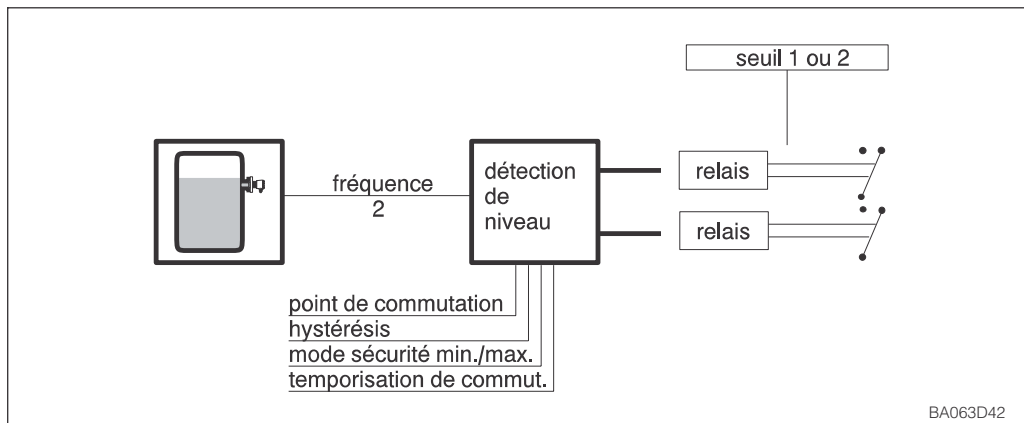 seuil 1 ou 2
fréquence
2
détection
de
niveau
relais
relais
point de commutation
hystérésis
mode sécurité min./max.
temporisation de commut.
BA063D42